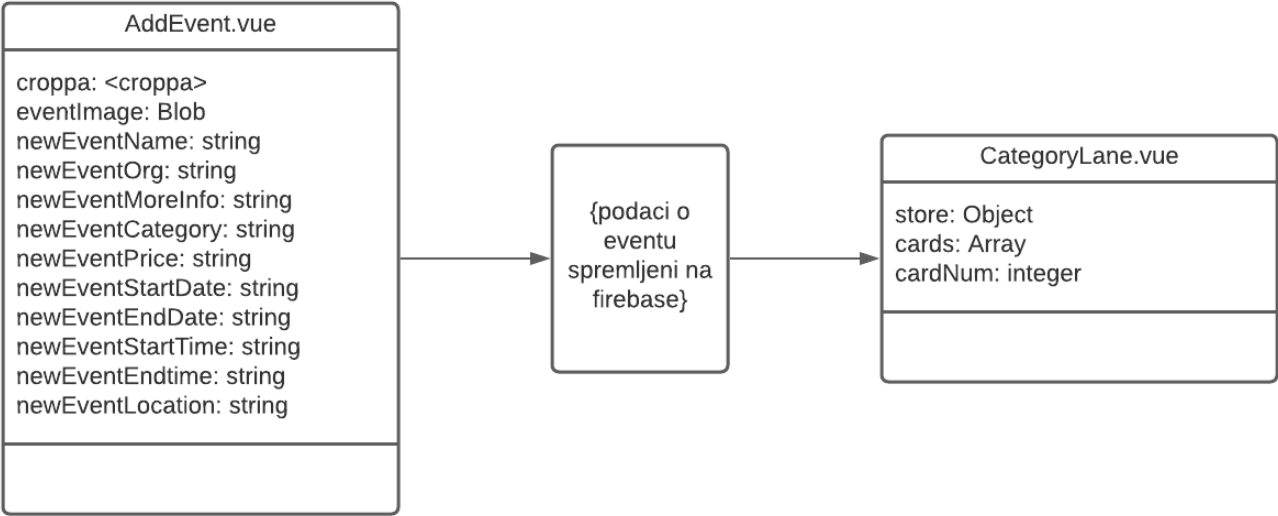 AddEvent.vue
croppa: <croppa>
eventImage: Blob
newEventName: string
newEventOrg: string
newEventMoreInfo: string
newEventCategory: string
newEventPrice: string
newEventStartDate: string
newEventEndDate: string
newEventStartTime: string
newEventEndtime: string
newEventLocation: string
{podaci o
eventu
spremljeni na
firebase}
CategoryLane.vue
store: Object
cards: Array
cardNum: integer